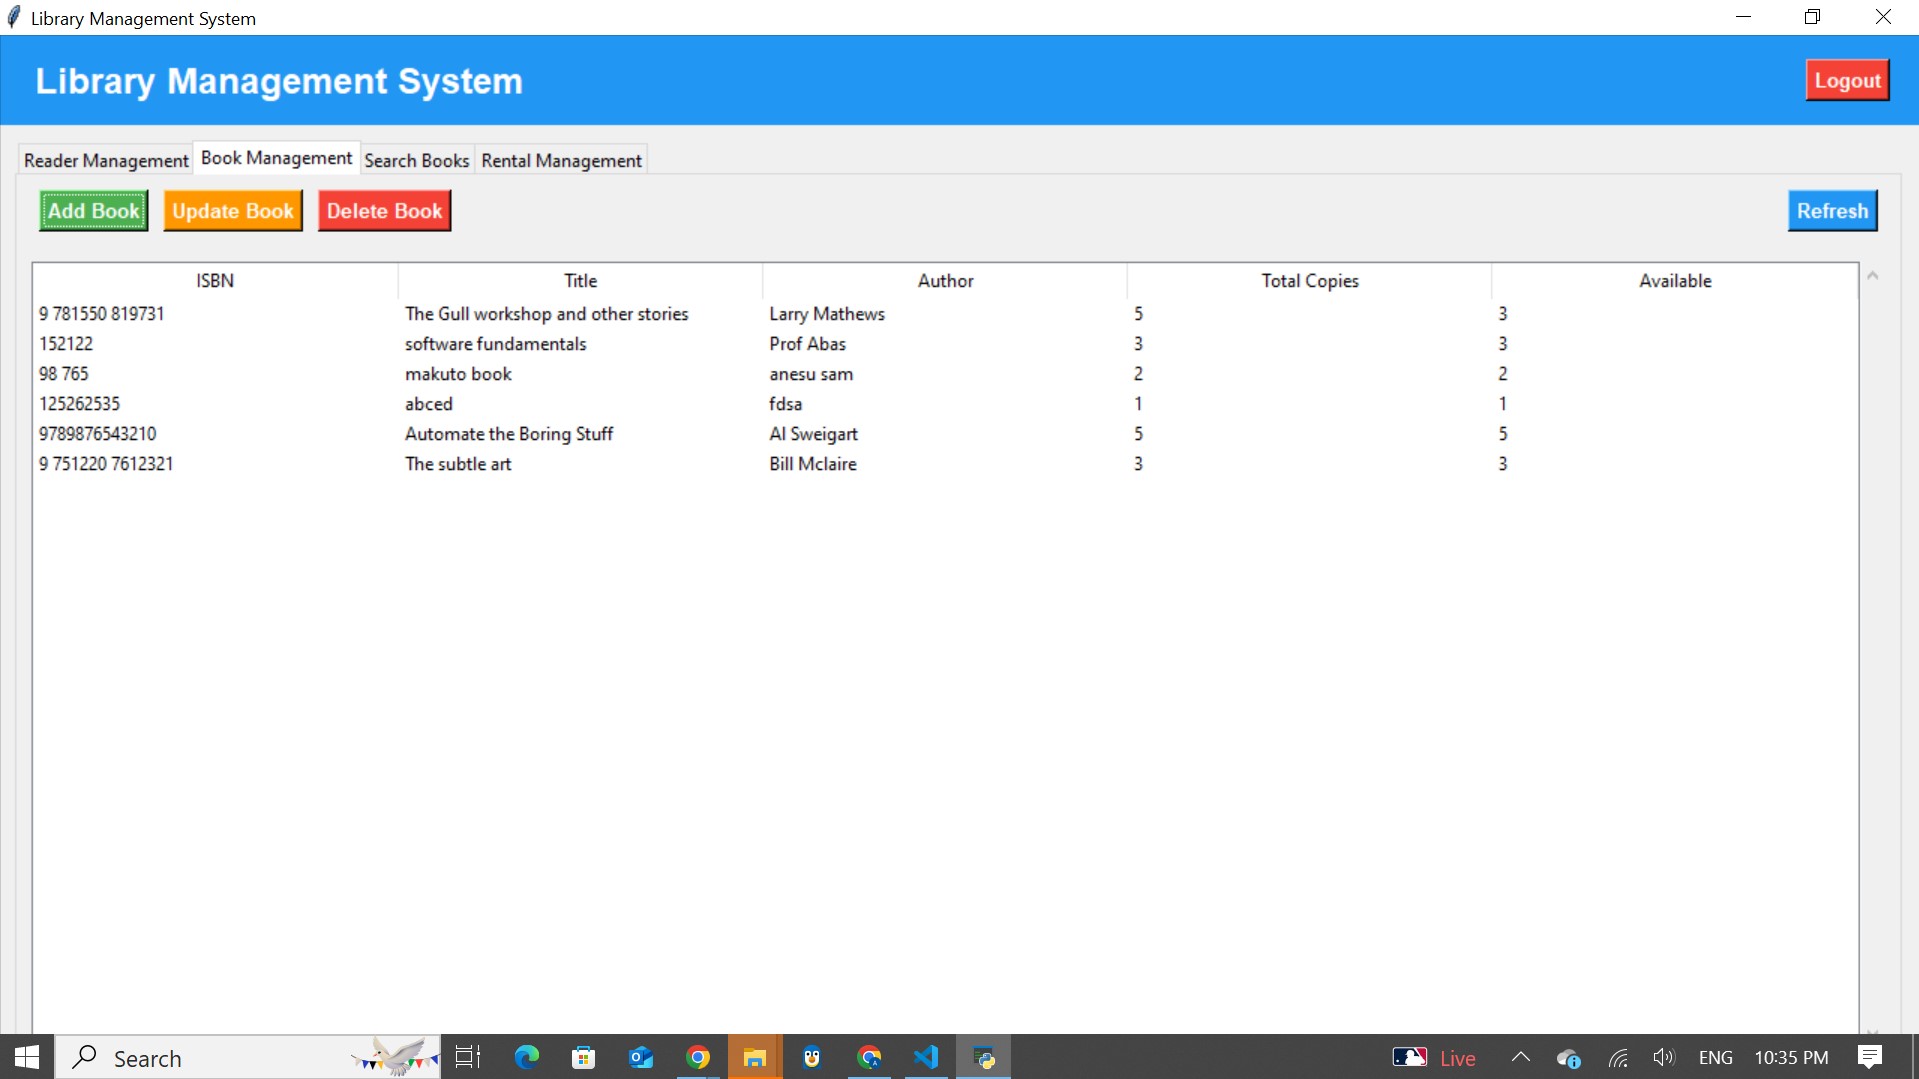 Library Management System
Library Management System
Logout
Reader Management Book Management Search Books Rental Management
Add Book Update Book Delete Book Refresh
ISBN Title Author Total Copies Available
9 781550 819731 The Gull workshop and other stories Larry Mathews 5 3
152122 software fundamentals Prof Abas 3 3
98 765 makuto book anesu sam 2 2
125262535 abced fdsa 1 1
9789876543210 Automate the Boring Stuff Al Sweigart 5 5
9 751220 7612321 The subtle art Bill Mclaire 3 3
Search Live ENG 10:35 PM